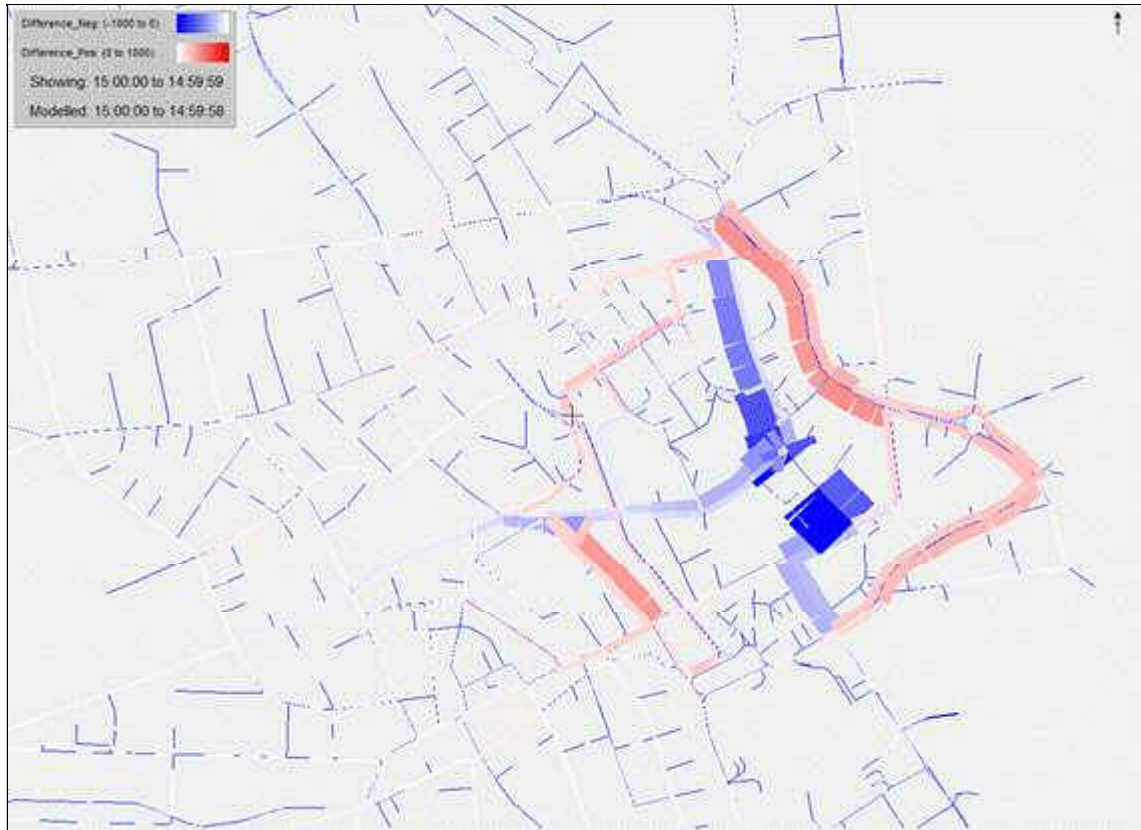 Difference_Neg: (-1000 to 0)
Difference_Pos: (0 to 1000)
Showing: 15:00:00 to 14:59:59
Modelled: 15:00:00 to 14:59:58